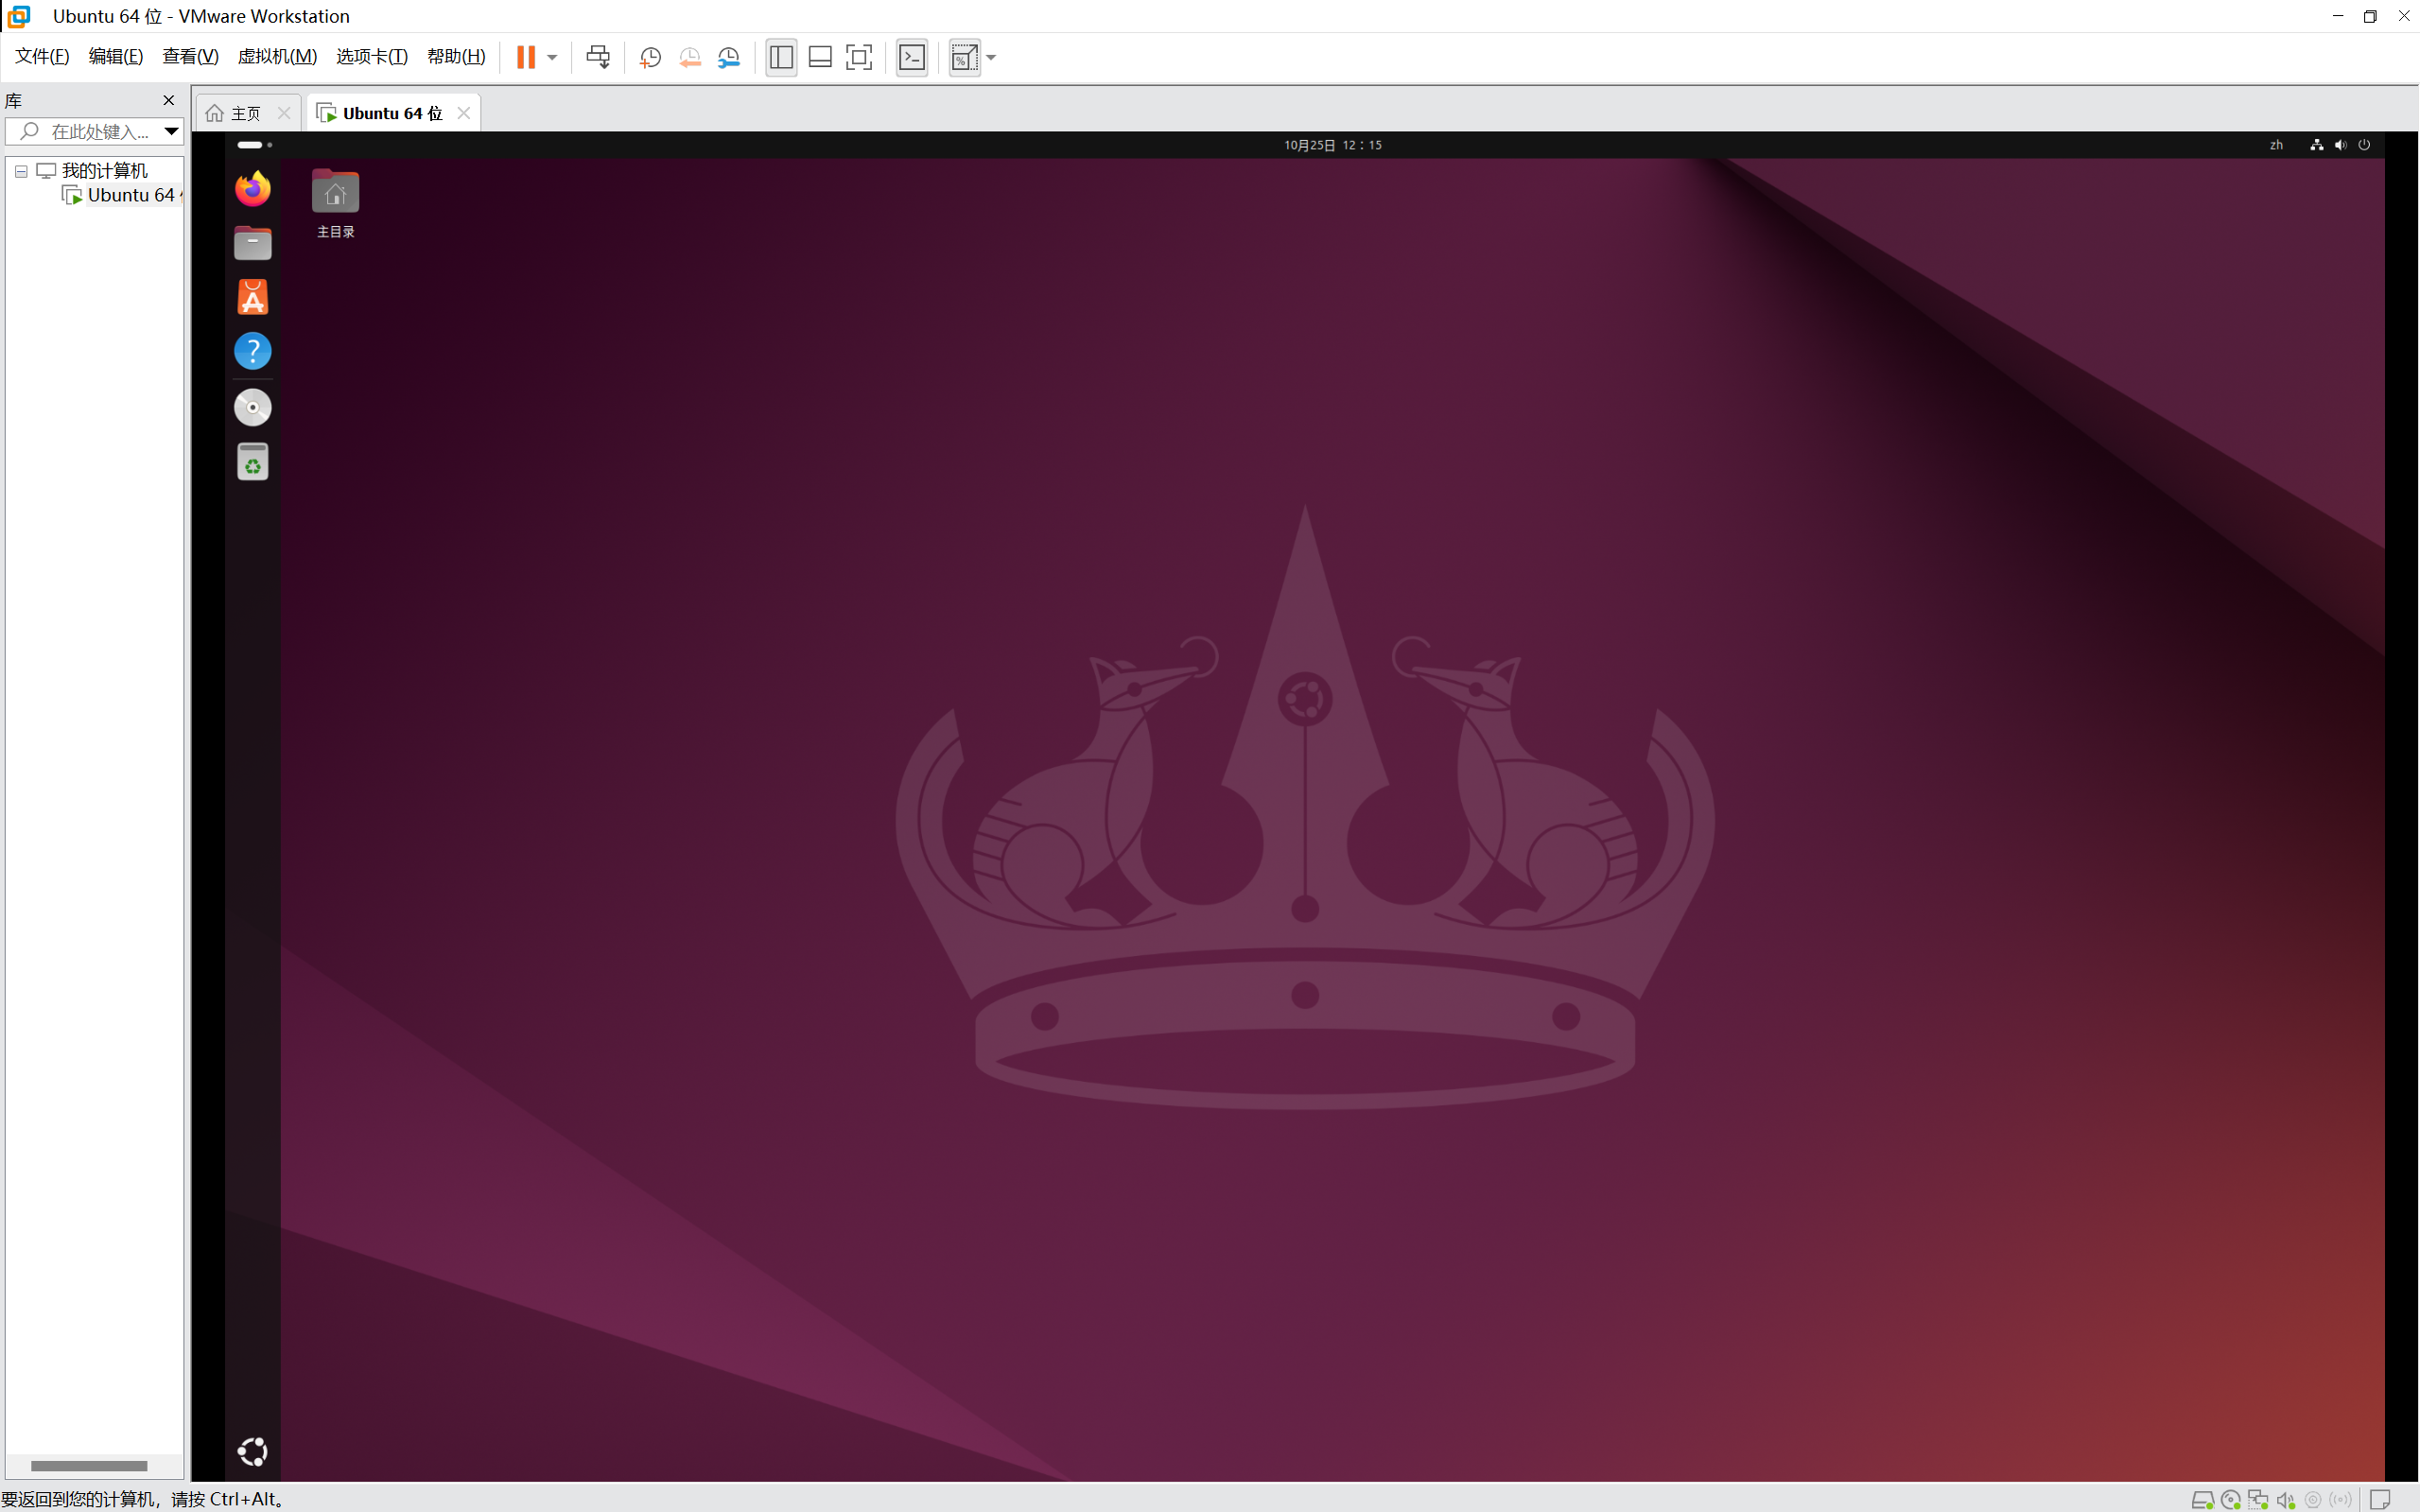 Ubuntu 64 位 - VMware Workstation
文件(F) 编辑(E) 查看(V) 虚拟机(M) 选项卡(T) 帮助(H)
库
主页
Ubuntu 64 位
在此处键入...
我的计算机
Ubuntu 64
10月25日 12：15
zh
主目录
要返回到您的计算机，请按 Ctrl+Alt。